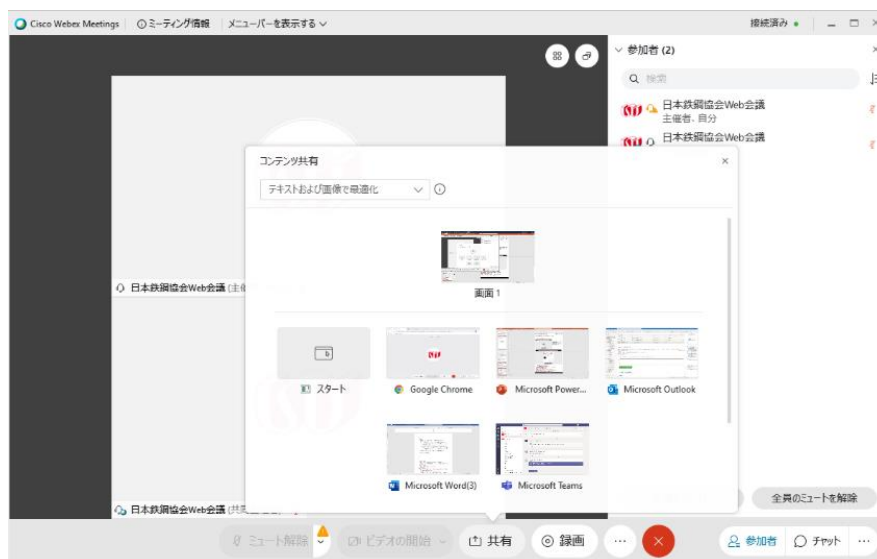 Cisco Webex Meetings
ミーティング情報
メニューバーを表示する
接続済み
参加者 (2)
検索
日本鉄鋼協会Web会議
主催者、自分
日本鉄鋼協会Web会議
コンテンツ共有
テキストおよび画像で最適化
画面 1
スタート
Google Chrome
Microsoft Power...
Microsoft Outlook
Microsoft Word(3)
Microsoft Teams
日本鉄鋼協会Web会議
日本鉄鋼協会Web会議
全員のミュートを解除
ミュート解除
ビデオの開始
共有
録画
参加者
チャット